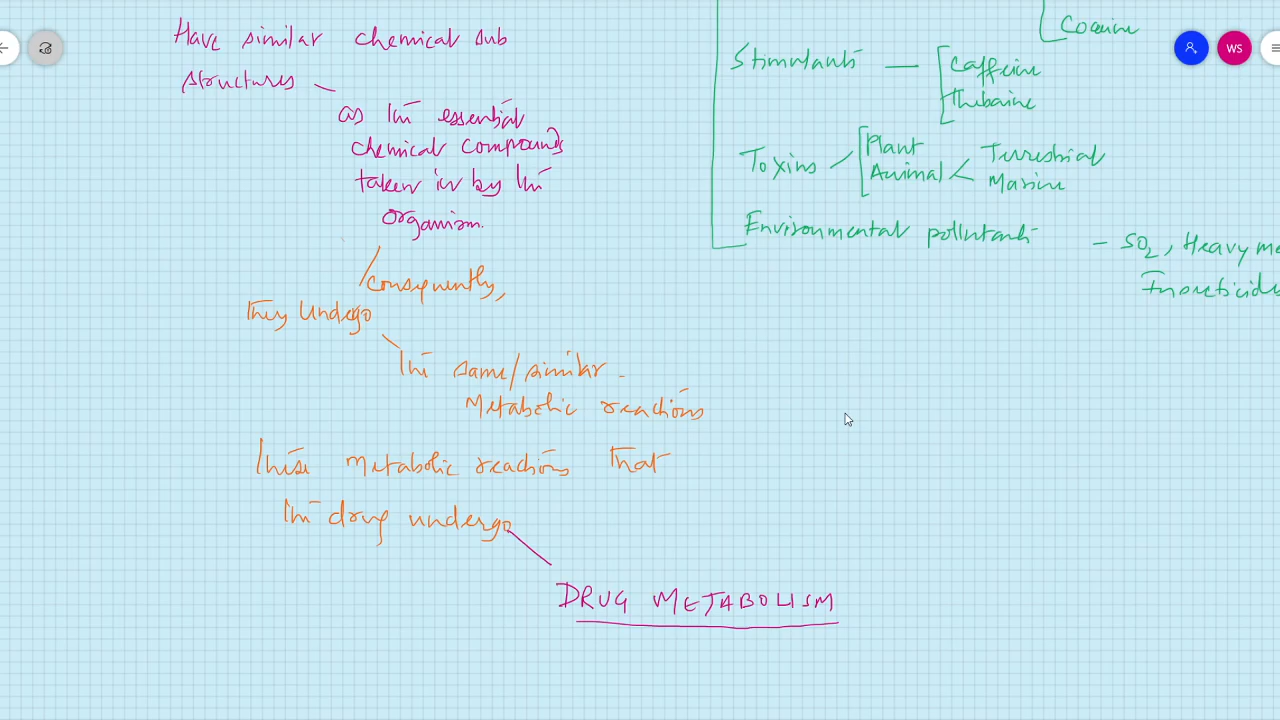 Have similar chemical sub
structures
as the essential
chemical compounds
taken in by the
organism.
Consequently,
They Undergo
the same/similar
Metabolic reactions
These metabolic reactions that
the drug undergo
DRUG METABOLISM
Cocaine
Stimulants — Caffeine
Thebaine
Toxins Plant
Animal < Terrestrial
Marine
Environmental pollutants
- SO2, Heavy me
Insecticides
WS